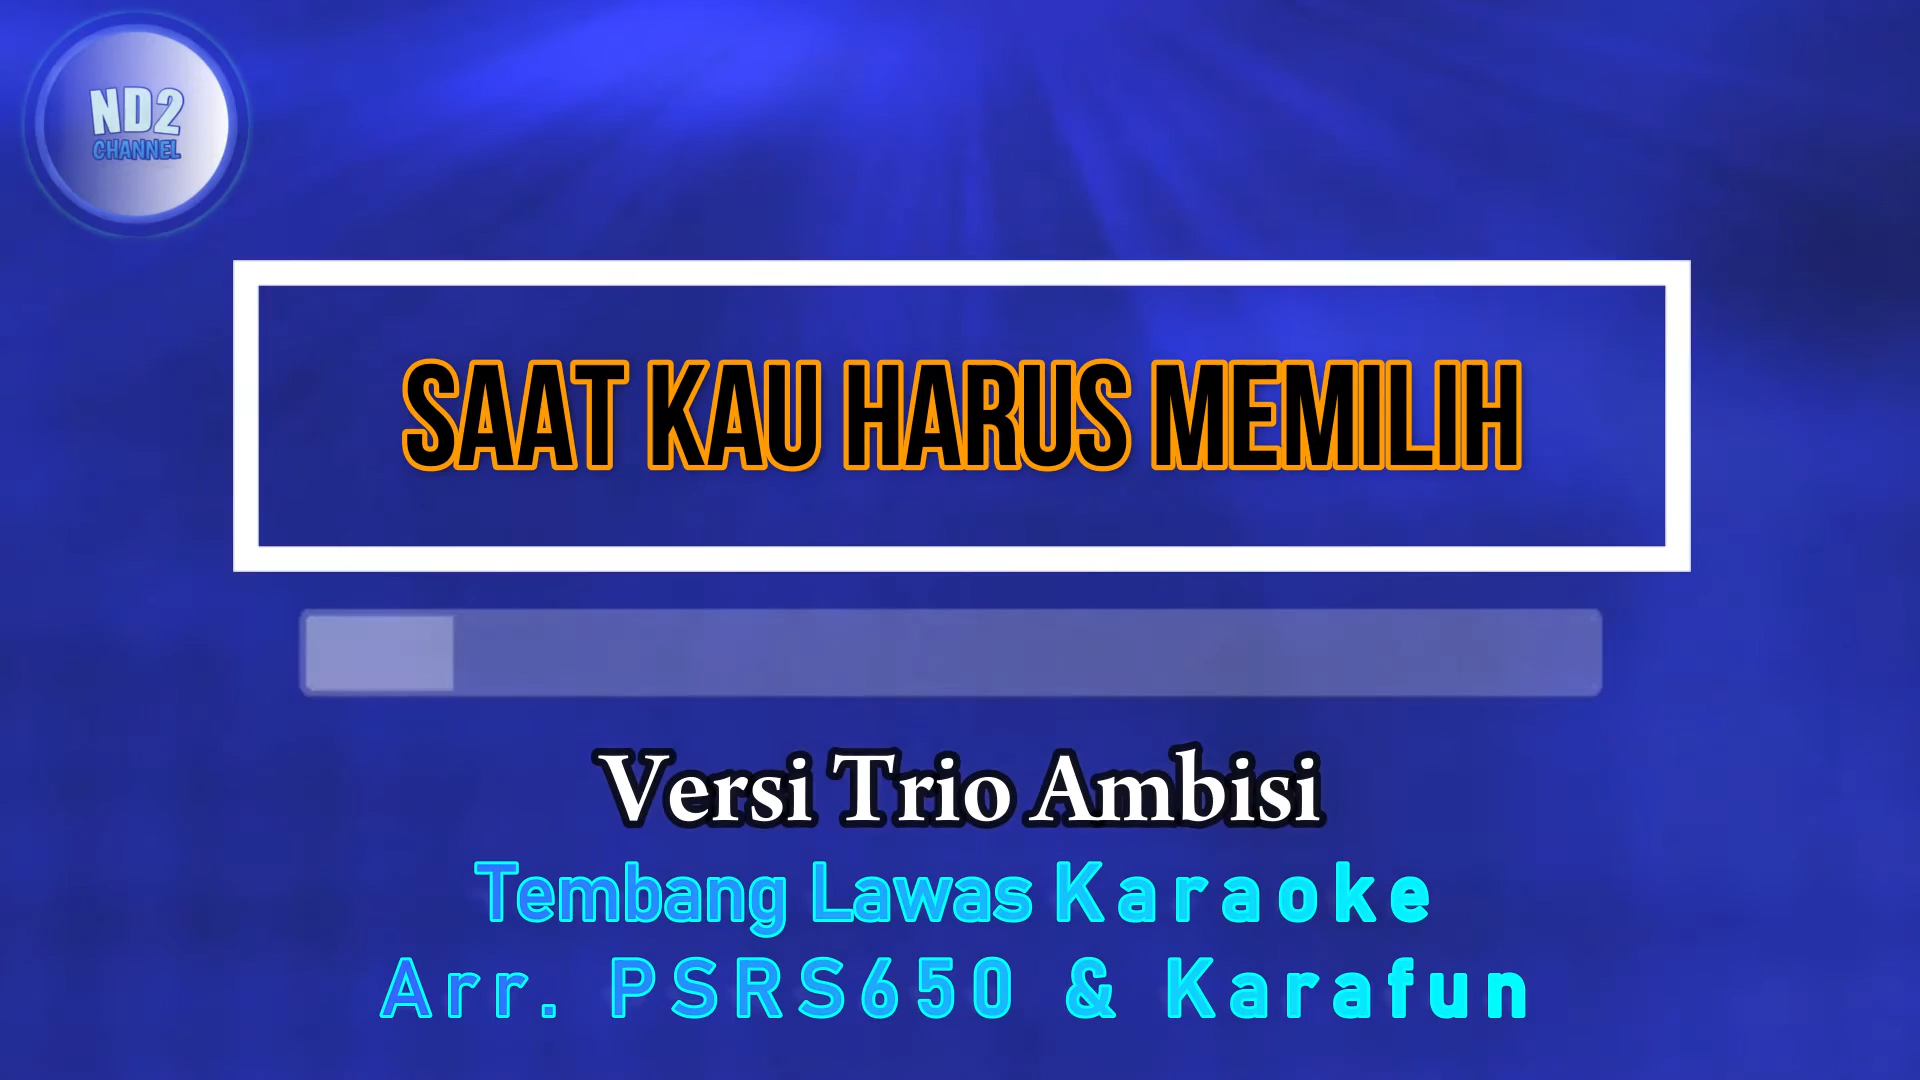 ND2
CHANNEL
SAAT KAU HARUS MEMILIH
Versi Trio Ambisi
Tembang Lawas Karaoke
Arr. PSRS650 & Karafun